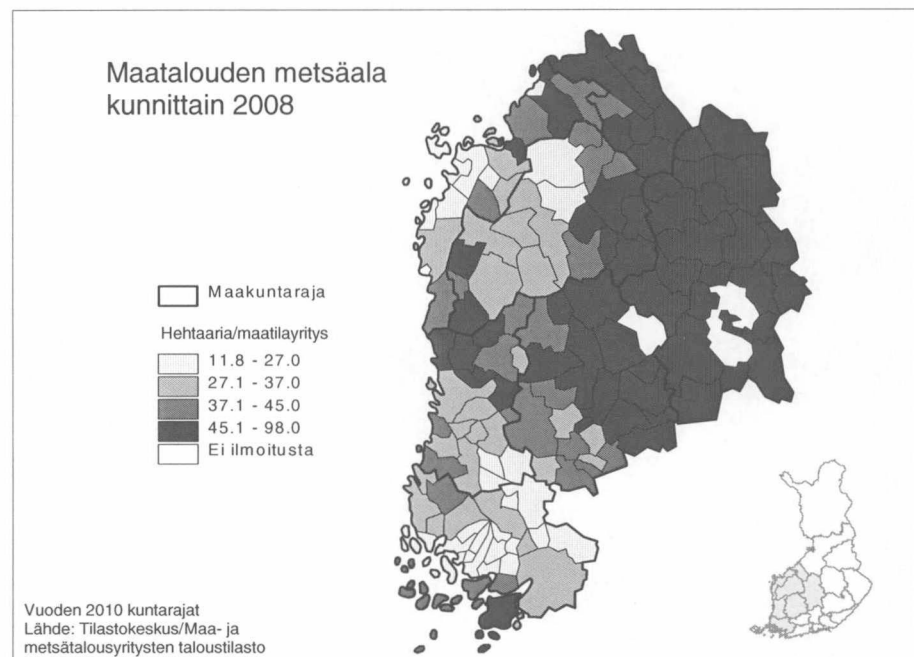 Maatalouden metsäala
kunnittain 2008
Maakuntaraja
Hehtaaria/maatilayritys
11.8 - 27.0
27.1 - 37.0
37.1 - 45.0
45.1 - 98.0
Ei ilmoitusta
Vuoden 2010 kuntarajat
Lähde: Tilastokeskus/Maa- ja
metsätalousyritysten taloustilasto